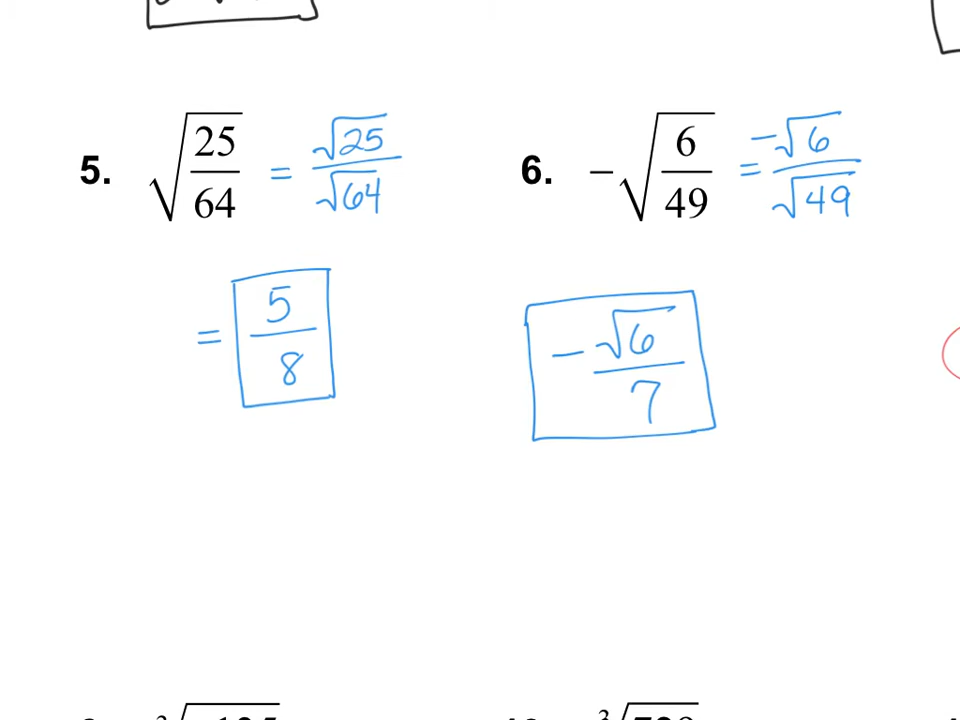 5. √(25/64) = √25/√64
= 5/8
6. −√(6/49) = −√6/√49
−√6/7